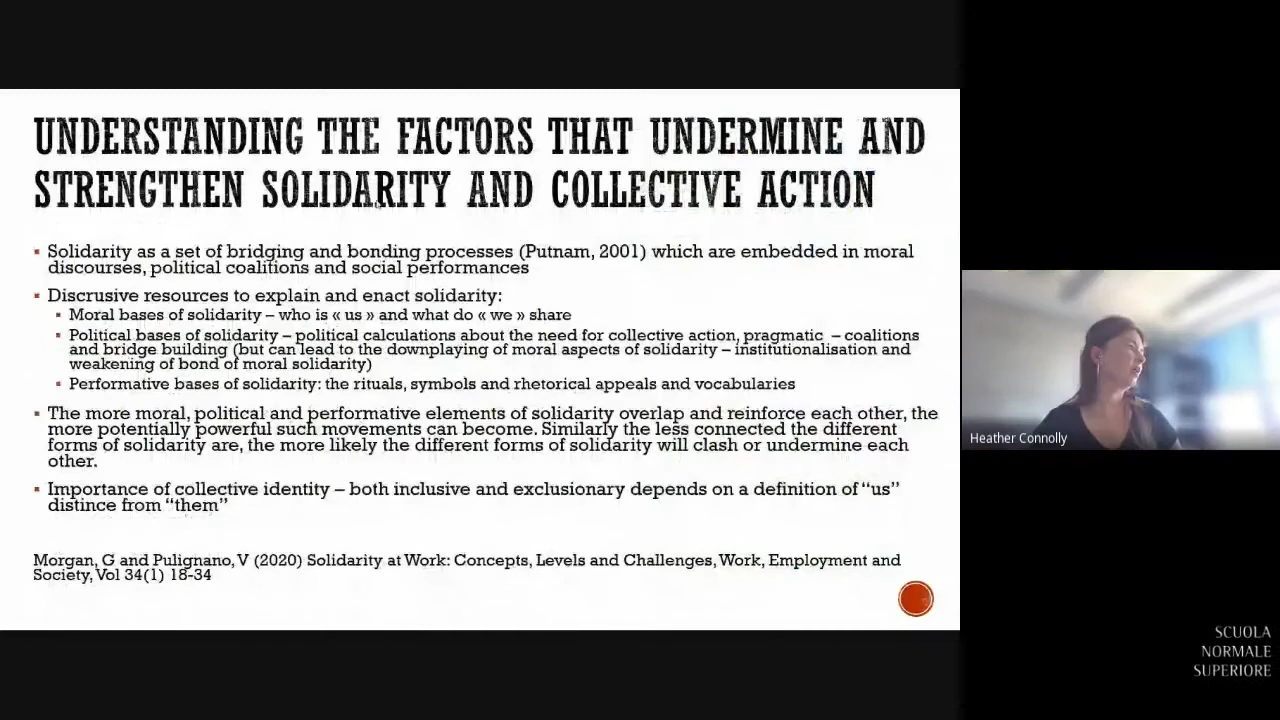 UNDERSTANDING THE FACTORS THAT UNDERMINE AND
STRENGTHEN SOLIDARITY AND COLLECTIVE ACTION
▪ Solidarity as a set of bridging and bonding processes (Putnam, 2001) which are embedded in moral
discourses, political coalitions and social performances
▪ Discrusive resources to explain and enact solidarity:
▪ Moral bases of solidarity – who is « us » and what do « we » share
▪ Political bases of solidarity – political calculations about the need for collective action, pragmatic – coalitions
and bridge building (but can lead to the downplaying of moral aspects of solidarity – institutionalisation and
weakening of bond of moral solidarity)
▪ Performative bases of solidarity: the rituals, symbols and rhetorical appeals and vocabularies
▪ The more moral, political and performative elements of solidarity overlap and reinforce each other, the
more potentially powerful such movements can become. Similarly the less connected the different
forms of solidarity are, the more likely the different forms of solidarity will clash or undermine each
other.
▪ Importance of collective identity – both inclusive and exclusionary depends on a definition of “us”
distince from “them”
Morgan, G and Pulignano, V (2020) Solidarity at Work: Concepts, Levels and Challenges, Work, Employment and
Society, Vol 34(1) 18-34
Heather Connolly
SCUOLA
NORMALE
SUPERIORE